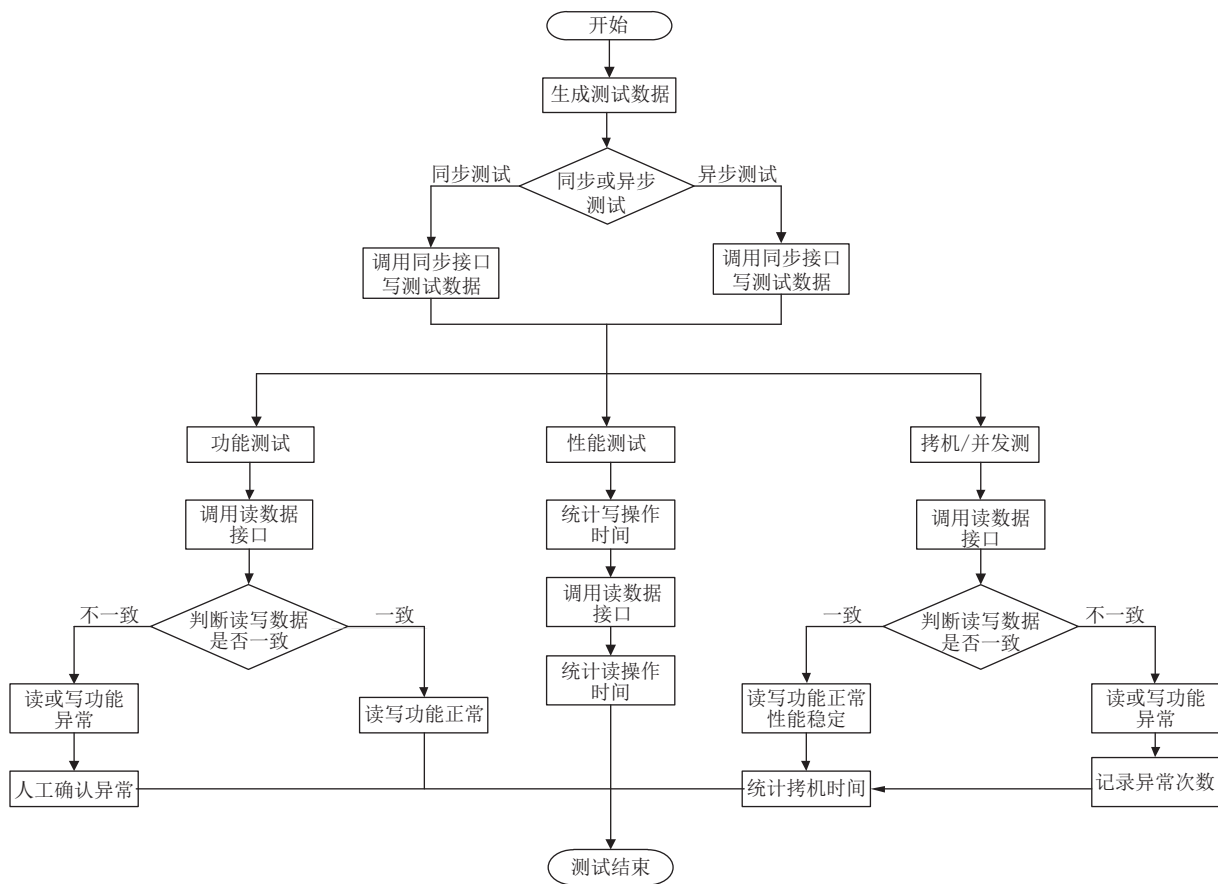 开始
生成测试数据
同步测试
同步或异步
测试
异步测试
调用同步接口
写测试数据
调用同步接口
写测试数据
功能测试
性能测试
拷机/并发测
调用读数据
接口
统计写操作
时间
调用读数据
接口
不一致
判断读写数据
是否一致
一致
调用读数据
接口
一致
判断读写数据
是否一致
不一致
统计读操作
时间
读或写功能
异常
读写功能正常
读写功能正常
性能稳定
读或写功能
异常
人工确认异常
统计拷机时间
记录异常次数
测试结束